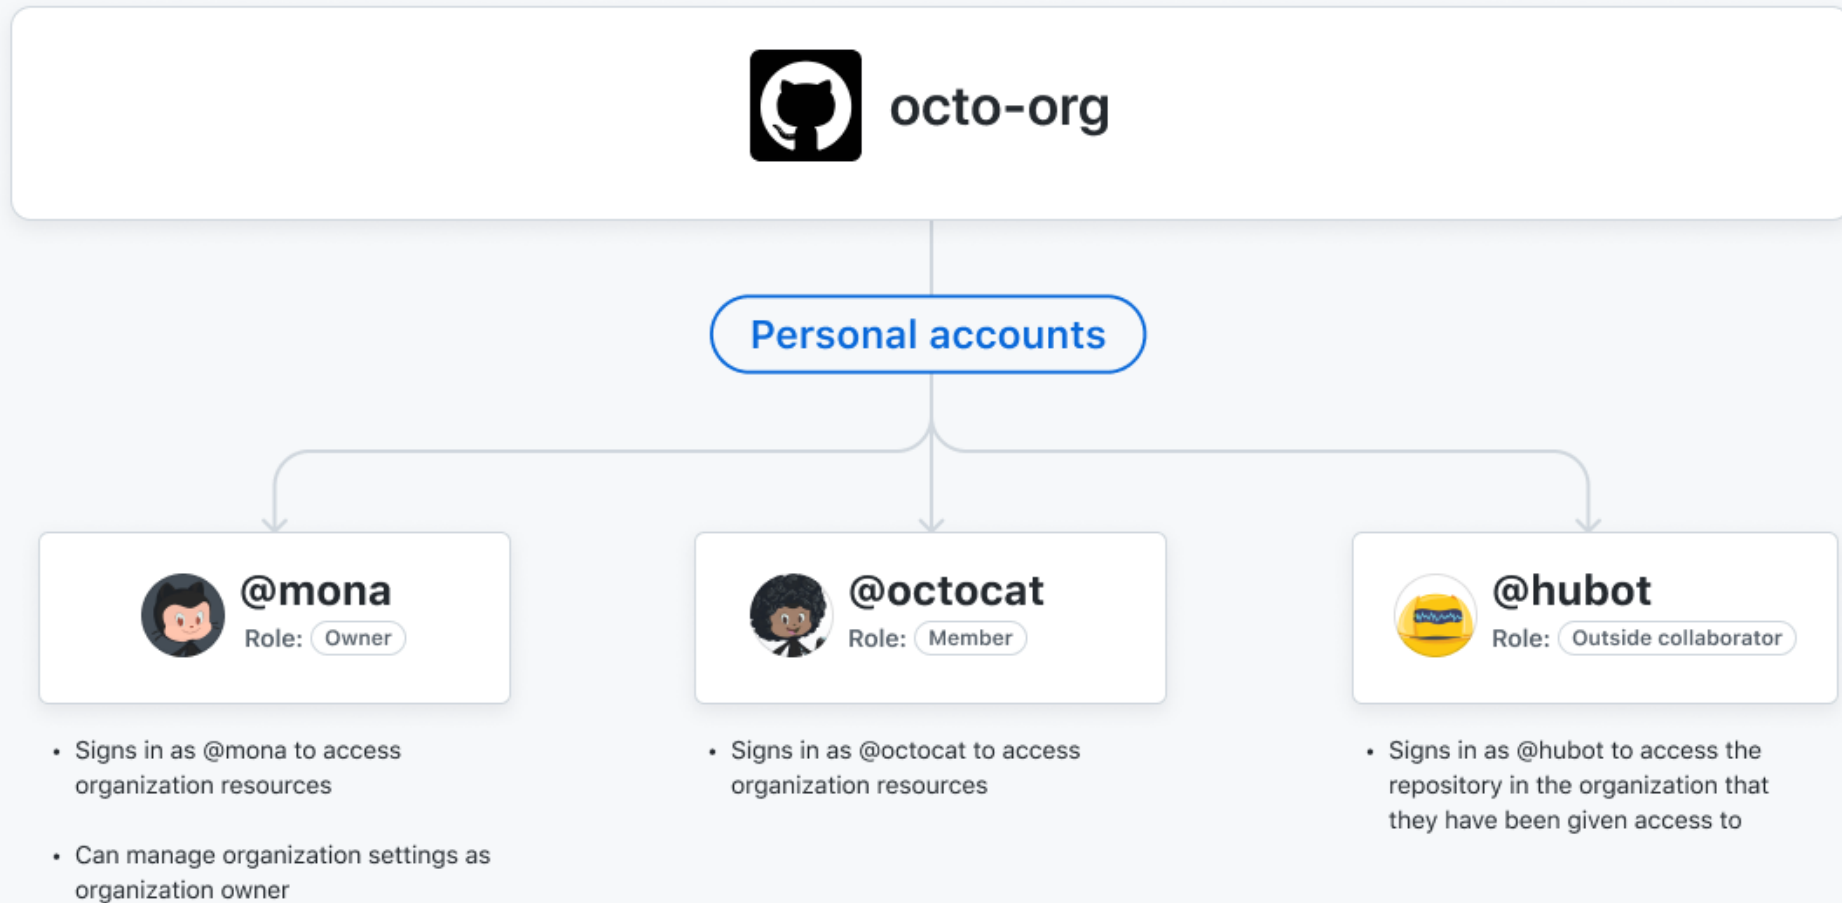 octo-org
Personal accounts
@mona
Role: Owner
• Signs in as @mona to access
organization resources
• Can manage organization settings as
organization owner
@octocat
Role: Member
• Signs in as @octocat to access
organization resources
@hubot
Role: Outside collaborator
• Signs in as @hubot to access the
repository in the organization that
they have been given access to